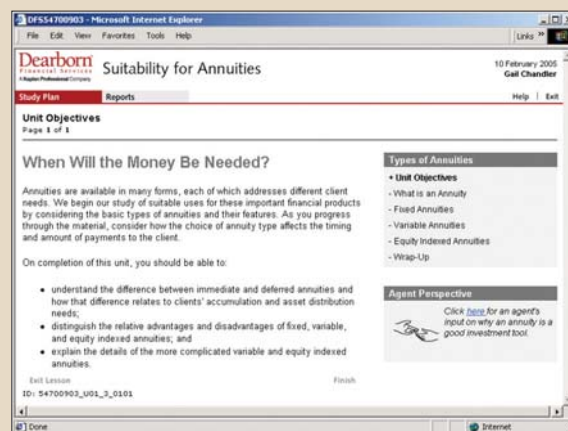 DFS54700903 - Microsoft Internet Explorer
File Edit View Favorites Tools Help
Links »
Dearborn
Financial Services
A Kaplan Professional Company
Suitability for Annuities
10 February 2005
Gail Chandler
Study Plan Reports
Help | Exit
Unit Objectives
Page 1 of 1
When Will the Money Be Needed?
Annuities are available in many forms, each of which addresses different client
needs. We begin our study of suitable uses for these important financial products
by considering the basic types of annuities and their features. As you progress
through the material, consider how the choice of annuity type affects the timing
and amount of payments to the client.
On completion of this unit, you should be able to:
• understand the difference between immediate and deferred annuities and
how that difference relates to clients' accumulation and asset distribution
needs;
• distinguish the relative advantages and disadvantages of fixed, variable,
and equity indexed annuities; and
• explain the details of the more complicated variable and equity indexed
annuities.
Exit Lesson Finish
ID: 54700903_U01_3_0101
Types of Annuities
+ Unit Objectives
- What is an Annuity
- Fixed Annuities
- Variable Annuities
- Equity Indexed Annuities
- Wrap-Up
Agent Perspective
Click here for an agent's
input on why an annuity is a
good investment tool.
Done Internet